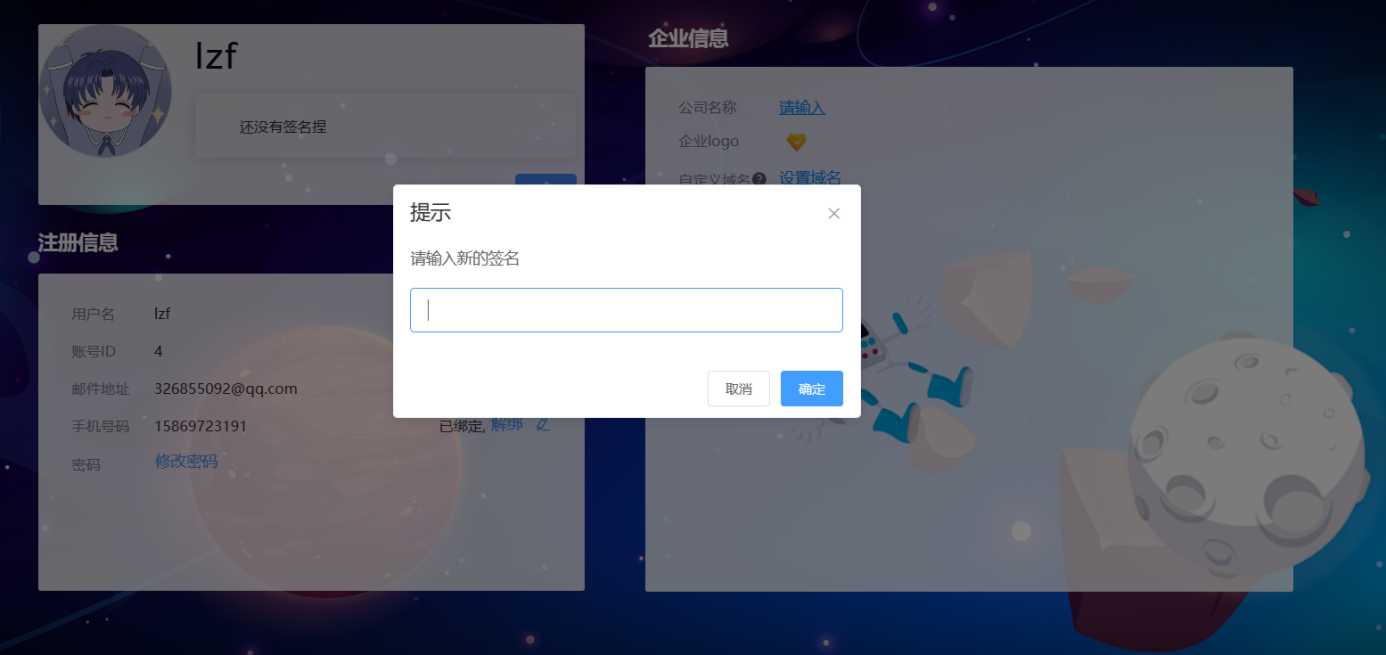 lzf
还没有签名捏
注册信息
用户名 lzf
账号ID 4
邮件地址 326855092@qq.com
手机号码 15869723191 已绑定, 解绑
密码 修改密码
企业信息
公司名称 请输入
企业logo
自定义域名 ? 设置域名
提示
请输入新的签名
取消 确定